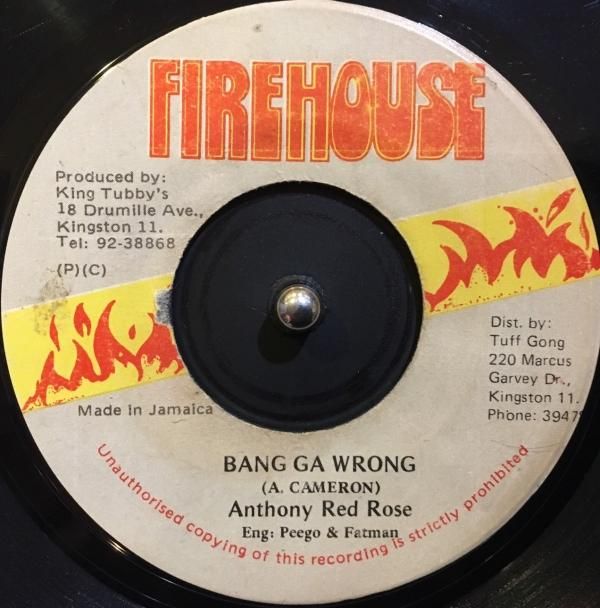 FIREHOUSE
Produced by:
King Tubby's
18 Drumille Ave.,
Kingston 11.
Tel: 92-38868
(P)(C)
Dist. by:
Tuff Gong
220 Marcus
Garvey Dr.,
Kingston 11.
Phone: 3947
Made In Jamaica
BANG GA WRONG
(A. CAMERON)
Anthony Red Rose
Eng: Peego & Fatman
Unauthorised copying of this recording is strictly prohibited